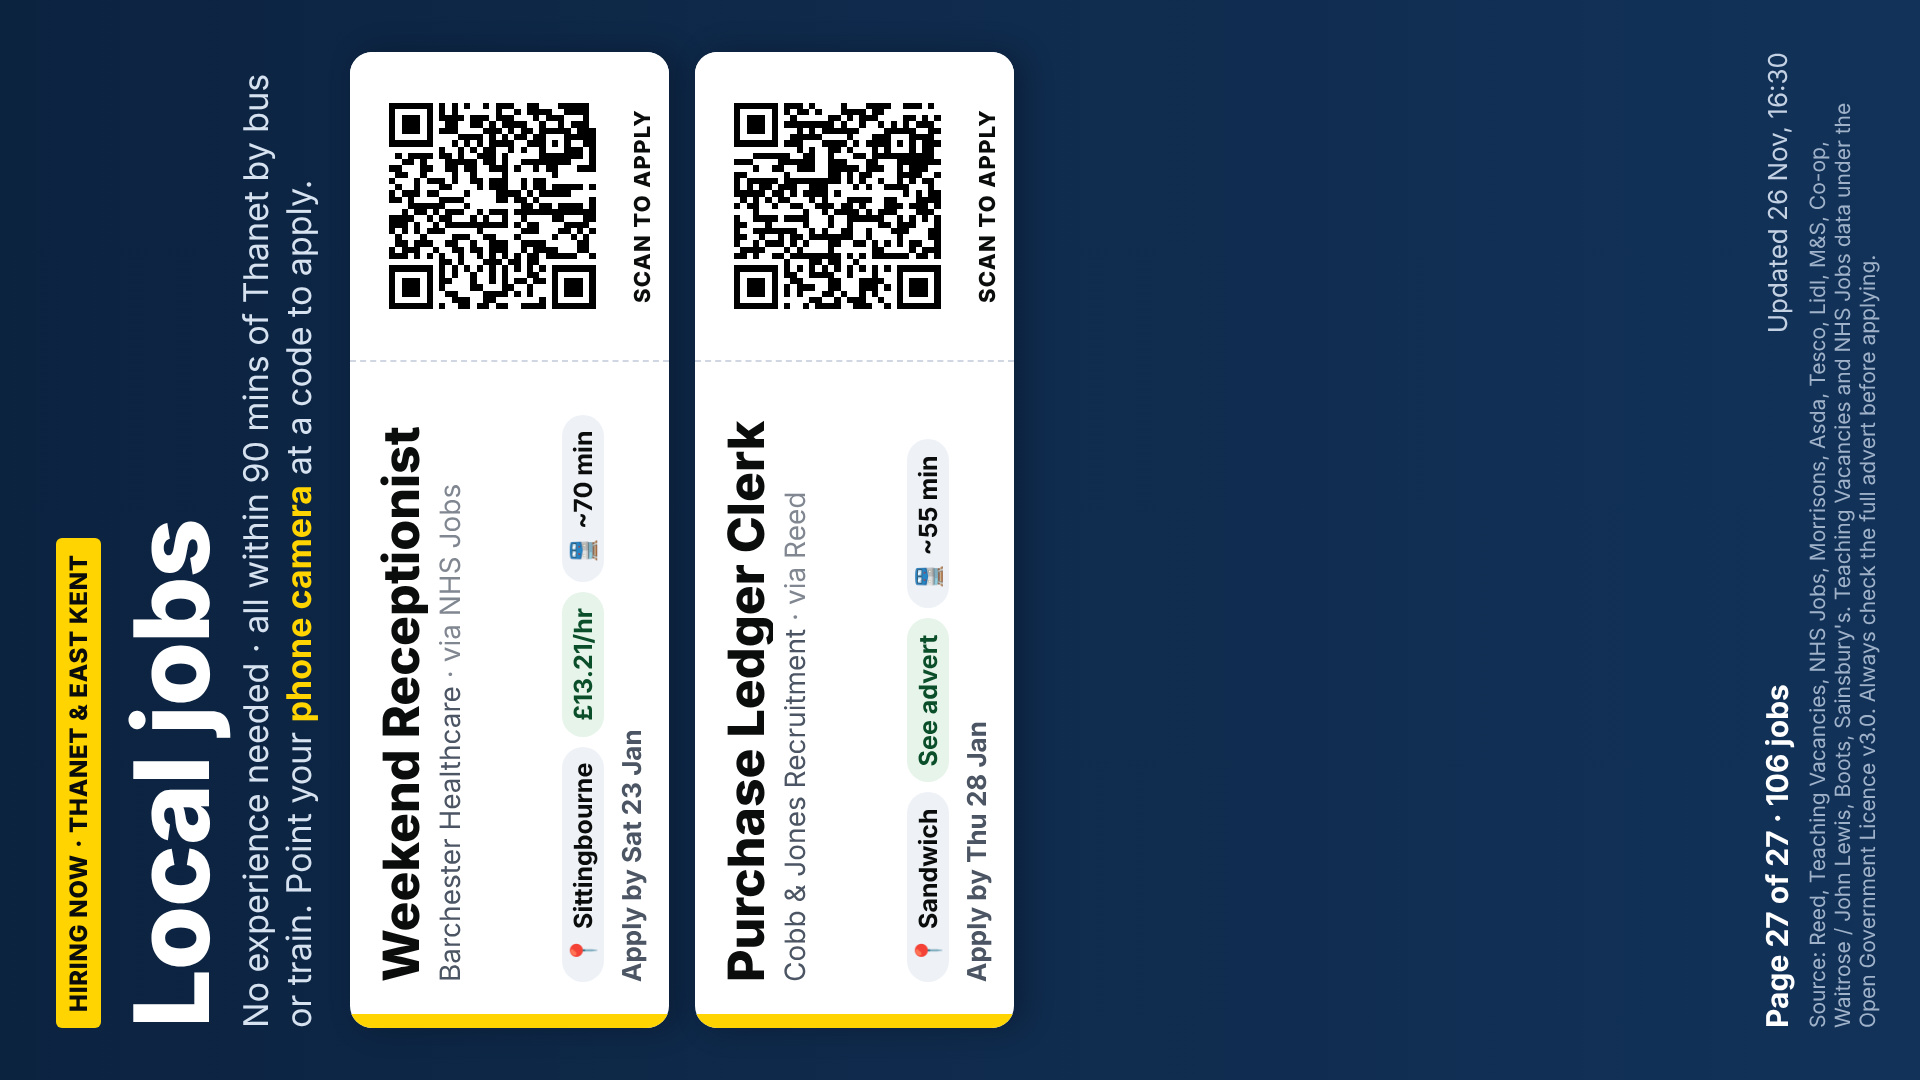 HIRING NOW · THANET & EAST KENT
Local jobs
No experience needed · all within 90 mins of Thanet by bus
or train. Point your phone camera at a code to apply.
Weekend Receptionist
Barchester Healthcare · via NHS Jobs
Sittingbourne
£13.21/hr
~70 min
Apply by Sat 23 Jan
SCAN TO APPLY
Purchase Ledger Clerk
Cobb & Jones Recruitment · via Reed
Sandwich
See advert
~55 min
Apply by Thu 28 Jan
SCAN TO APPLY
Page 27 of 27 · 106 jobs
Updated 26 Nov, 16:30
Source: Reed, Teaching Vacancies, NHS Jobs, Morrisons, Asda, Tesco, Lidl, M&S, Co-op,
Waitrose / John Lewis, Boots, Sainsbury's. Teaching Vacancies and NHS Jobs data under the
Open Government Licence v3.0. Always check the full advert before applying.